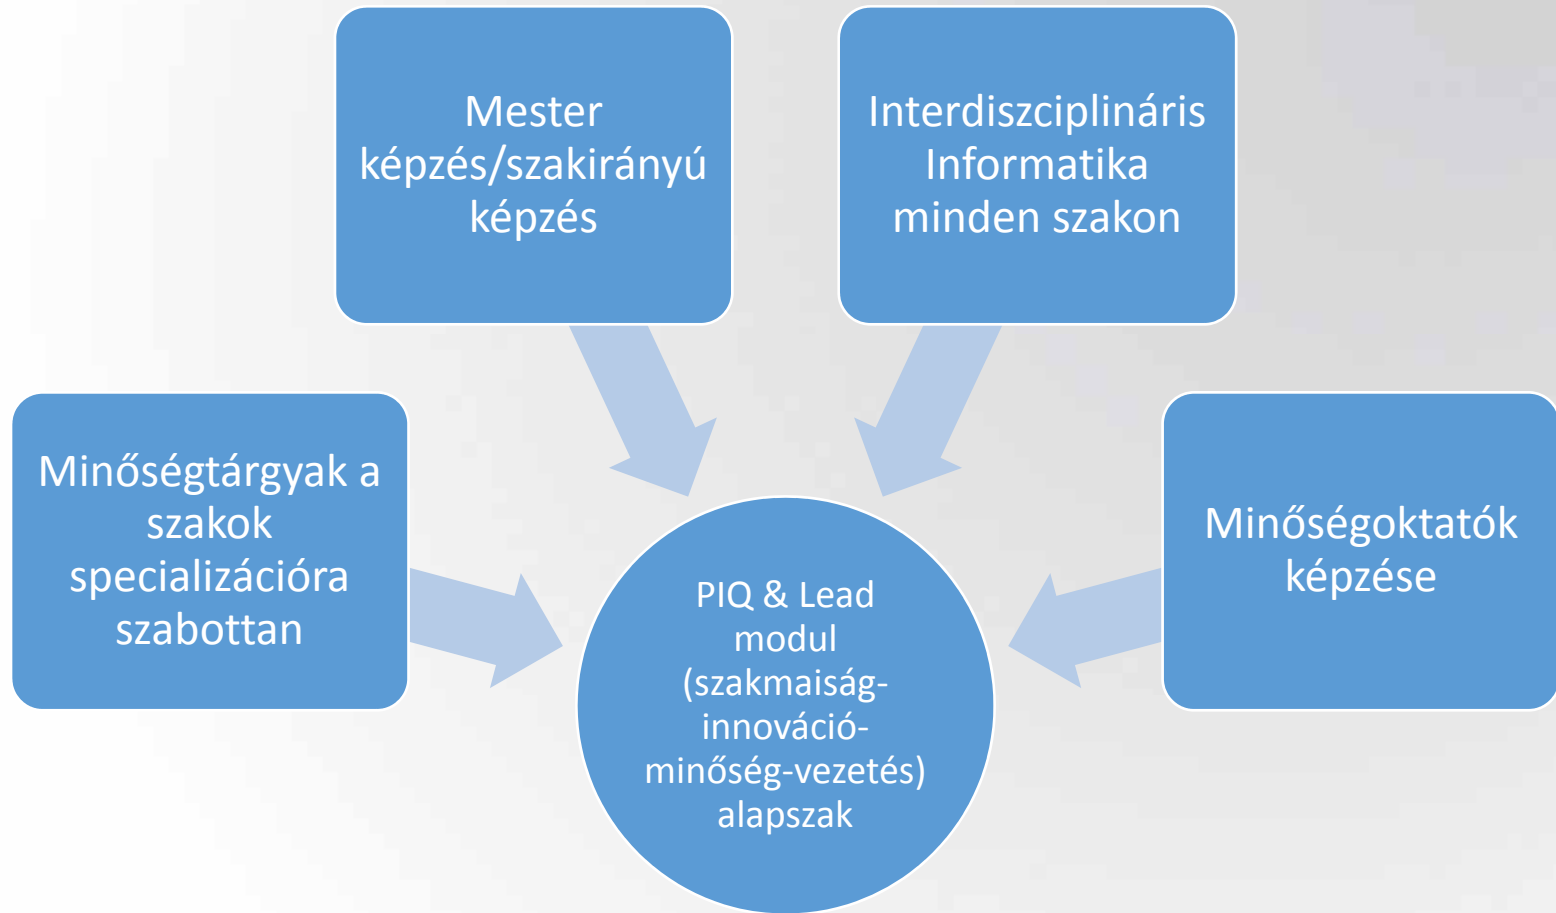 Mester
képzés/szakirányú
képzés
Interdiszciplináris
Informatika
minden szakon
Minőségtárgyak a
szakok
specializációra
szabottan
Minőségoktatók
képzése
PIQ & Lead
modul
(szakmaiság-
innováció-
minőség-vezetés)
alapszak